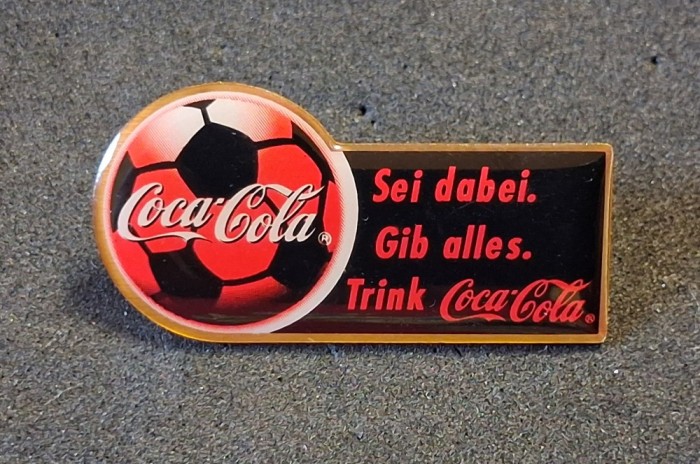 Coca-Cola®
Sei dabei.
Gib alles.
Trink Coca-Cola®